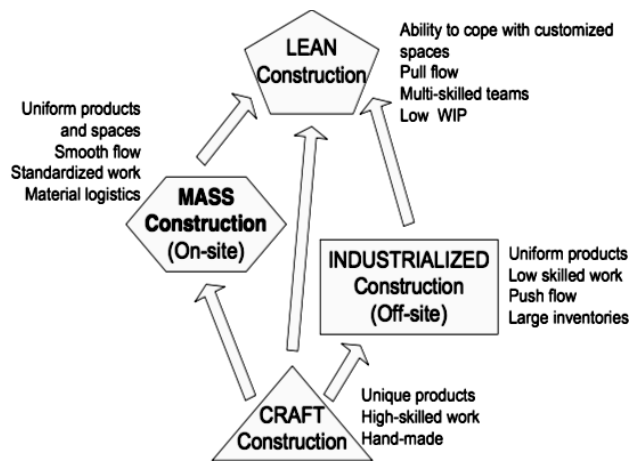 LEAN
Construction
Ability to cope with customized
spaces
Pull flow
Multi-skilled teams
Low WIP
Uniform products
and spaces
Smooth flow
Standardized work
Material logistics
MASS
Construction
(On-site)
INDUSTRIALIZED
Construction
(Off-site)
Uniform products
Low skilled work
Push flow
Large inventories
CRAFT
Construction
Unique products
High-skilled work
Hand-made